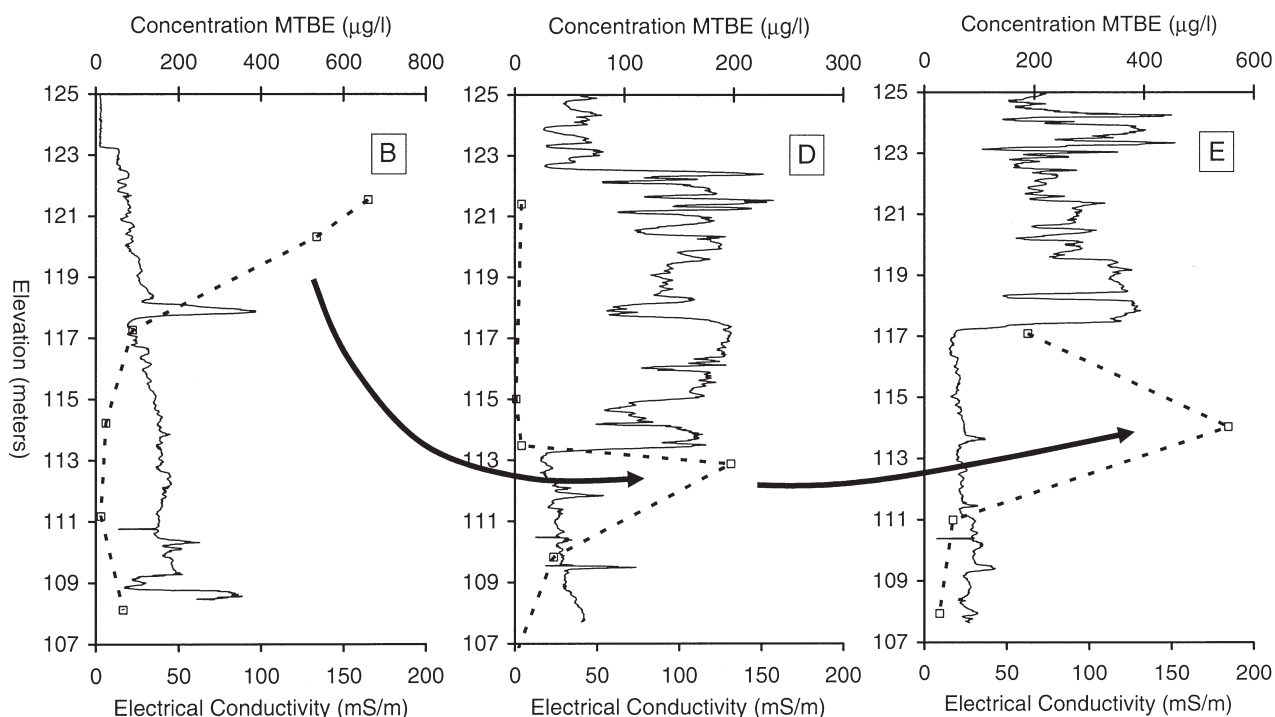 Concentration MTBE (μg/l)
0 200 400 600 800
125
123
121
119
117
115
113
111
109
107
0 50 100 150 200
Electrical Conductivity (mS/m)
Elevation (meters)
B
Concentration MTBE (μg/l)
0 100 200 300
125
123
121
119
117
115
113
111
109
107
0 50 100 150 200
Electrical Conductivity (mS/m)
D
Concentration MTBE (μg/l)
0 200 400 600
125
123
121
119
117
115
113
111
109
107
0 50 100 150 200
Electrical Conductivity (mS/m)
E